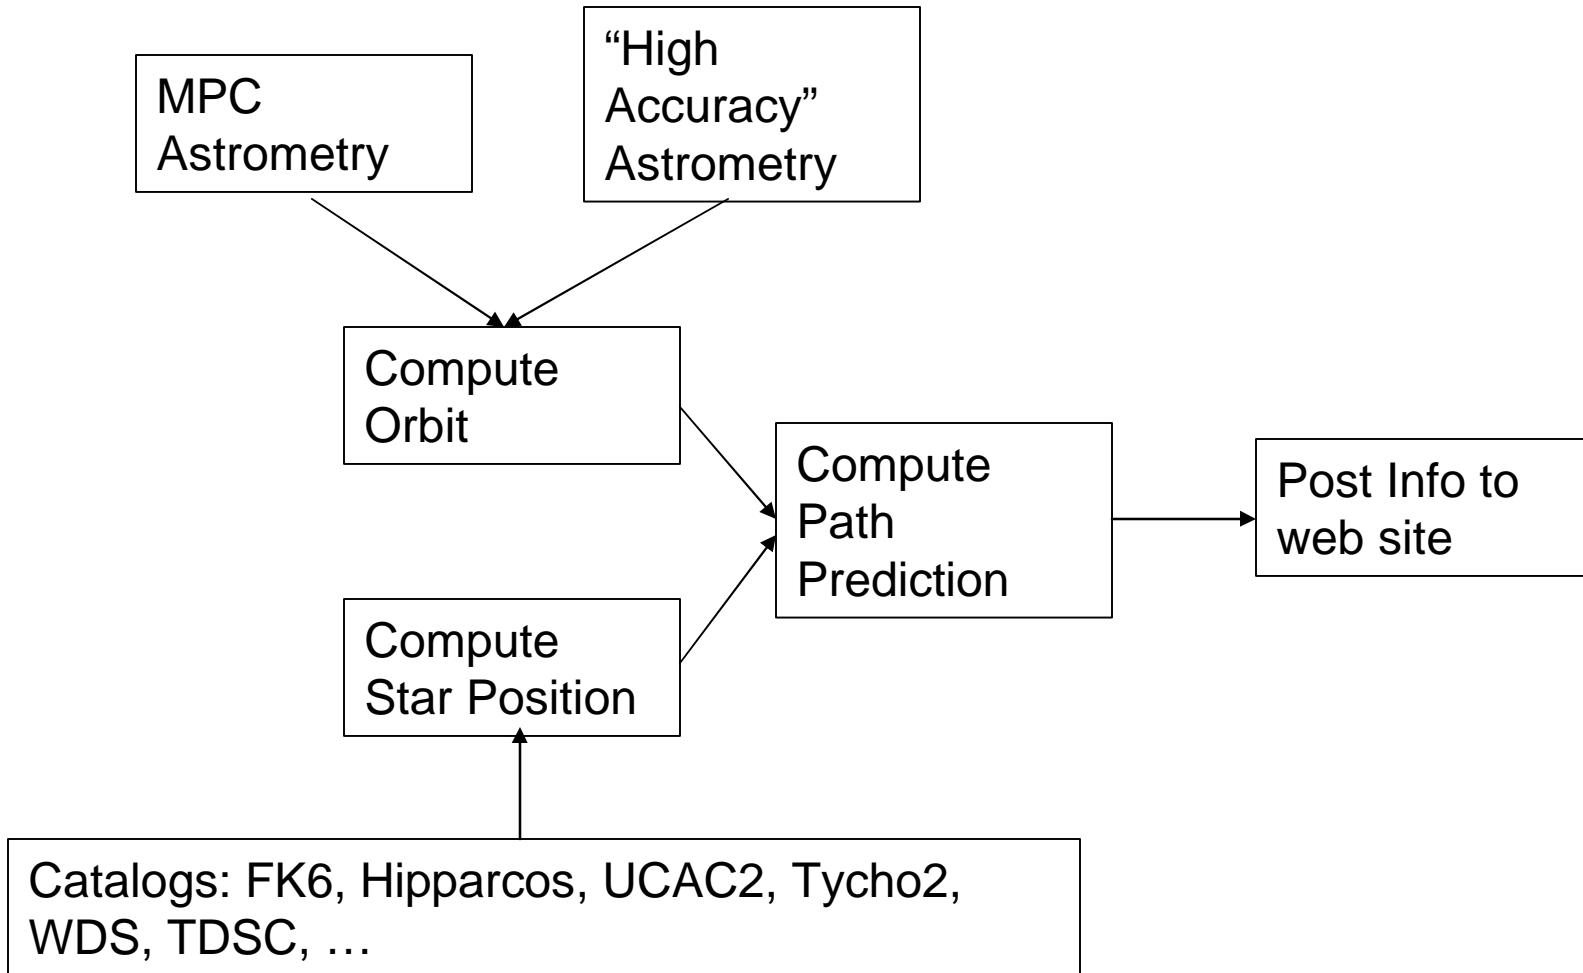 MPC
Astrometry
“High
Accuracy”
Astrometry
Compute
Orbit
Compute
Path
Prediction
Post Info to
web site
Compute
Star Position
Catalogs: FK6, Hipparcos, UCAC2, Tycho2,
WDS, TDSC, …